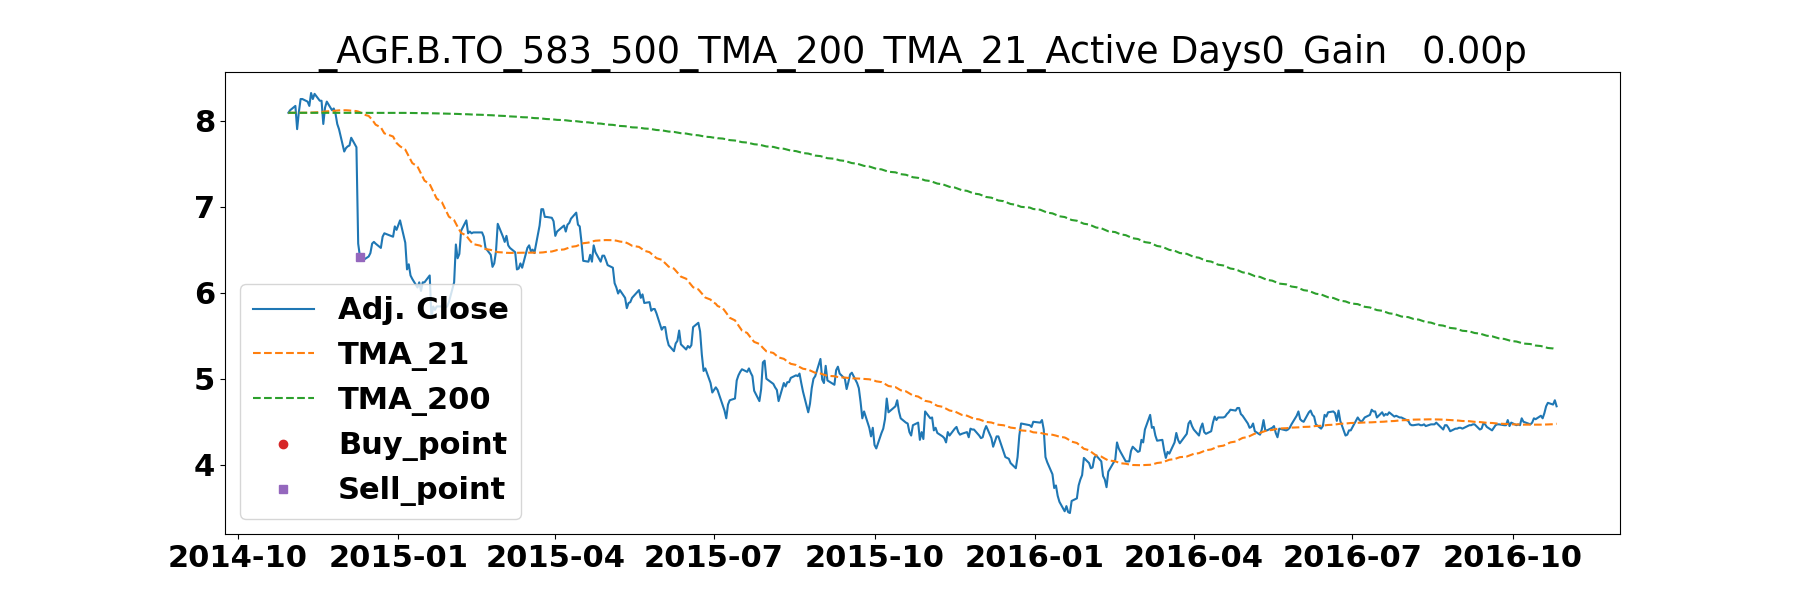 _AGF.B.TO_583_500_TMA_200_TMA_21_Active Days0_Gain   0.00p
8
7
6
5
4
Adj. Close
TMA_21
TMA_200
Buy_point
Sell_point
2014-10 2015-01 2015-04 2015-07 2015-10 2016-01 2016-04 2016-07 2016-10